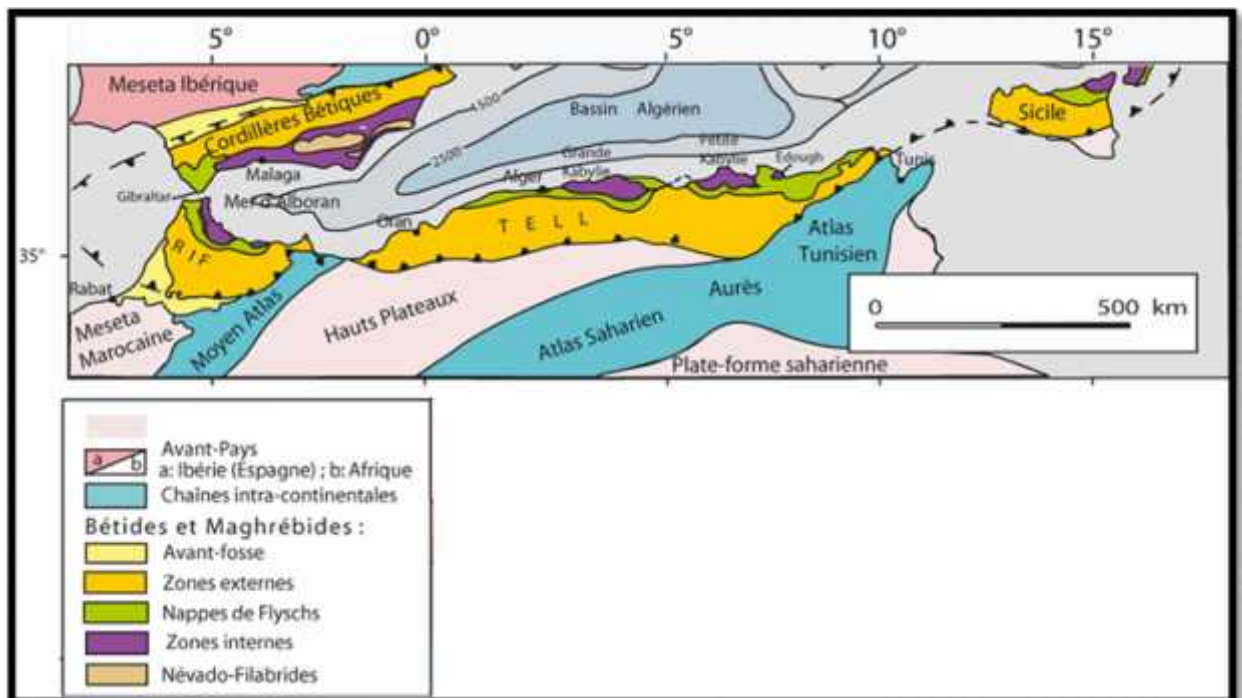 5° 0° 5° 10° 15°
Meseta Ibérique
Cordillères Bétiques
1500
Bassin Algérien
2500
Sicile
Malaga
Grande
Kabylie
Petite
Kabylie
Edough
Tunis
Gibraltar
Mer d'Alboran
Alger
Oran
TELL
RIF
35°
Atlas
Tunisien
Rabat
Meseta
Marocaine
Moyen Atlas
Hauts Plateaux
Aurès
Atlas Saharien
Plate-forme saharienne
0 500 km
a b
Avant-Pays
a: Ibérie (Espagne) ; b: Afrique
Chaînes intra-continentales
Bétides et Maghrébides :
Avant-fosse
Zones externes
Nappes de Flyschs
Zones internes
Névado-Filabrides